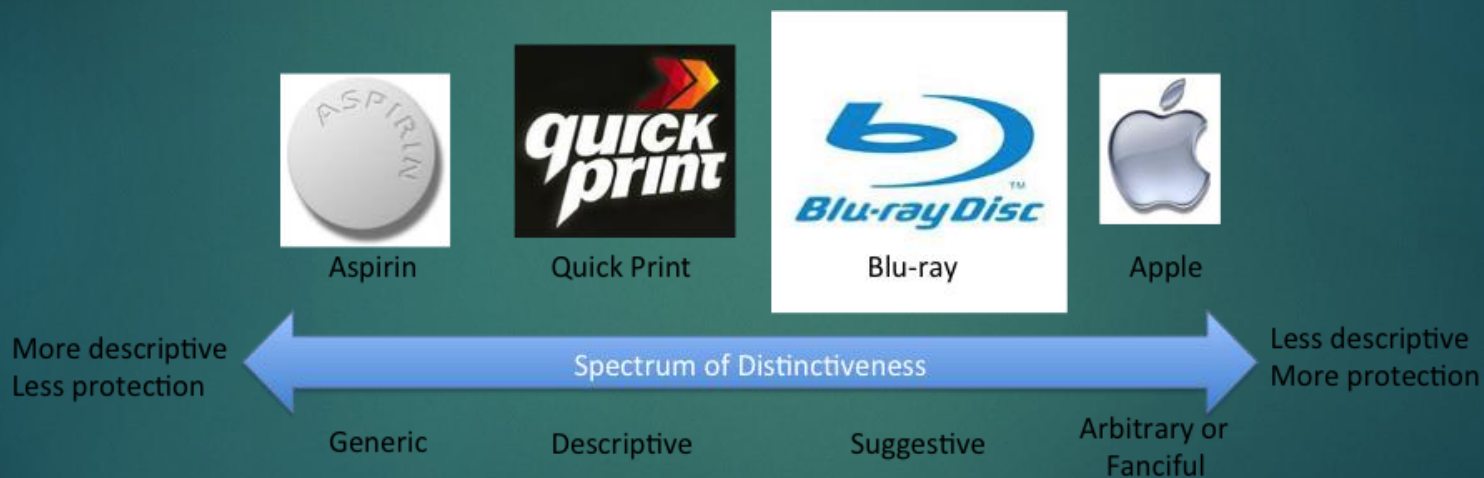 ASPIRIN
quick
print
Blu-ray Disc
TM
Aspirin
Quick Print
Blu-ray
Apple
More descriptive
Less protection
Spectrum of Distinctiveness
Less descriptive
More protection
Generic
Descriptive
Suggestive
Arbitrary or
Fanciful